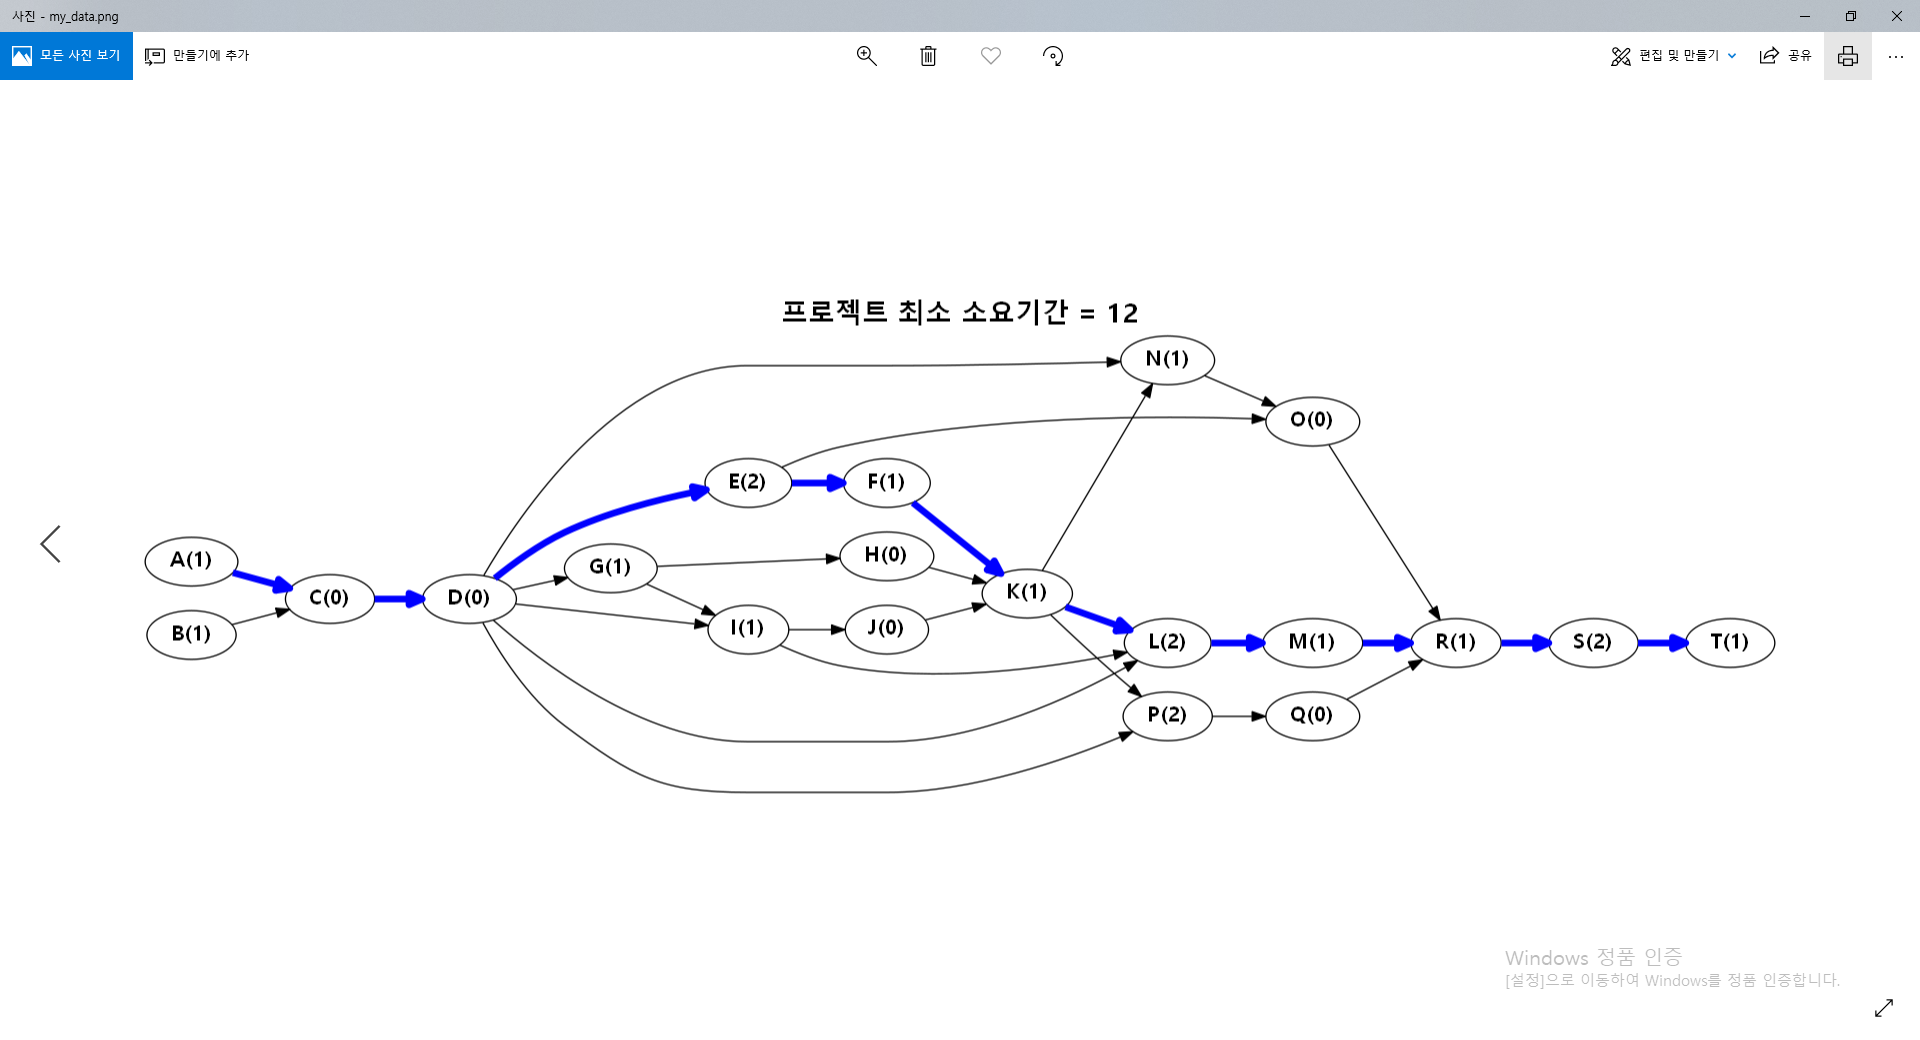 사진 - my_data.png
모든 사진 보기
만들기에 추가
편집 및 만들기
공유
프로젝트 최소 소요기간 = 12
N(1)
O(0)
E(2)
F(1)
A(1)
G(1)
H(0)
K(1)
C(0)
D(0)
B(1)
I(1)
J(0)
L(2)
M(1)
R(1)
S(2)
T(1)
P(2)
Q(0)
Windows 정품 인증
[설정]으로 이동하여 Windows를 정품 인증합니다.